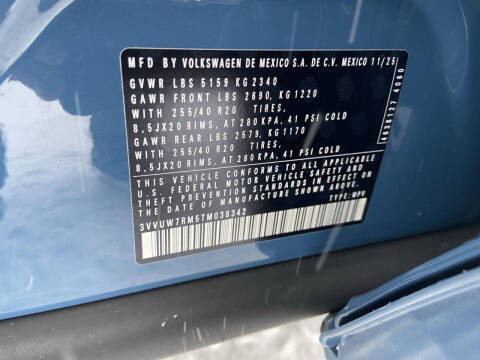 MFD BY VOLKSWAGEN DE MEXICO S.A. DE C.V. MEXICO 11/25
GVWR LBS 5159 KG 2340
GAWR FRONT LBS 2690, KG1220
WITH 255/40 R20 TIRES,
8.5JX20 RIMS, AT 280 KPA, 41 PSI COLD
GAWR REAR LBS 2579, KG1170
WITH 255/40 R20 TIRES,
8.5JX20 RIMS, AT 280 KPA, 41 PSI COLD
THIS VEHICLE CONFORMS TO ALL APPLICABLE
U.S. FEDERAL MOTOR VEHICLE SAFETY AND
THEFT PREVENTION STANDARDS IN EFFECT ON
THE DATE OF MANUFACTURE SHOWN ABOVE
3VVUW7RM5TM038342 TYPE: MPV